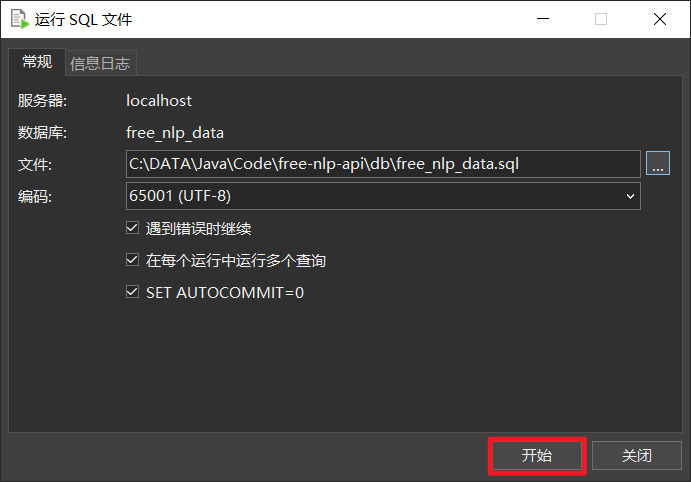 运行 SQL 文件
常规 信息日志
服务器: localhost
数据库: free_nlp_data
文件: C:\DATA\Java\Code\free-nlp-api\db\free_nlp_data.sql ...
编码: 65001 (UTF-8)
遇到错误时继续
在每个运行中运行多个查询
SET AUTOCOMMIT=0
开始 关闭